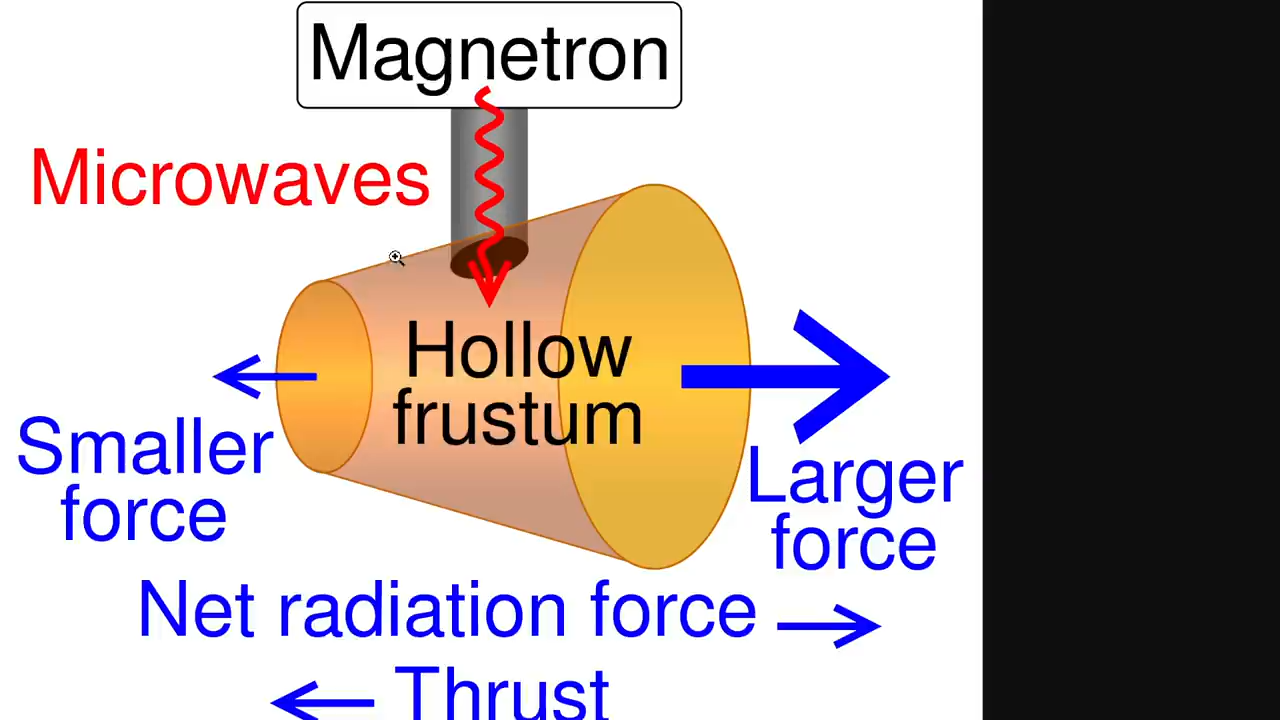 Magnetron
Microwaves
Hollow
frustum
Smaller
force
Larger
force
Net radiation force
Thrust